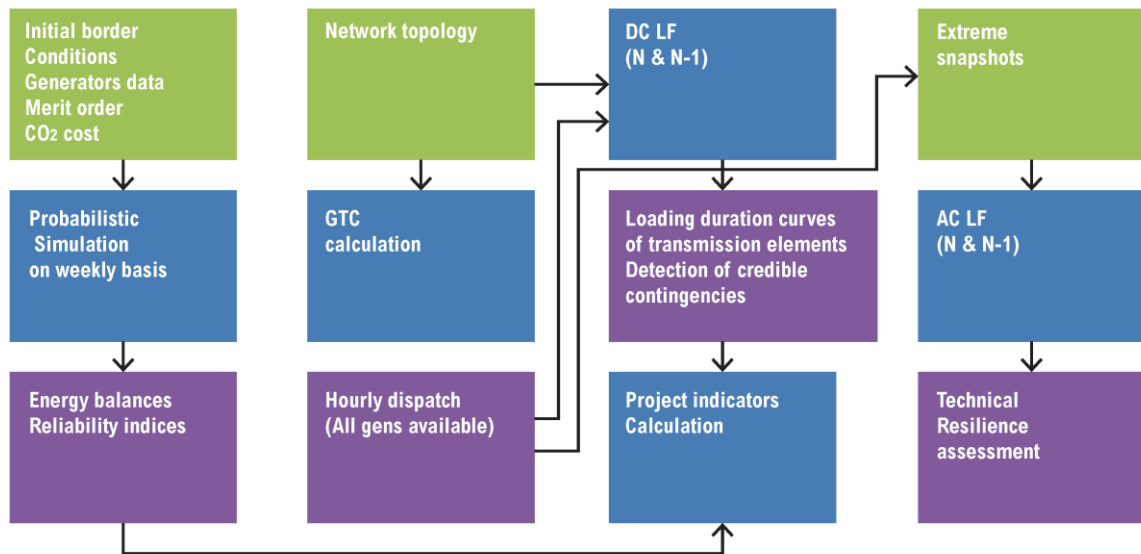 Initial border
Conditions
Generators data
Merit order
CO2 cost
Probabilistic
Simulation
on weekly basis
Energy balances
Reliability indices
Network topology
GTC
calculation
Hourly dispatch
(All gens available)
DC LF
(N & N-1)
Loading duration curves
of transmission elements
Detection of credible
contingencies
Project indicators
Calculation
Extreme
snapshots
AC LF
(N & N-1)
Technical
Resilience
assessment